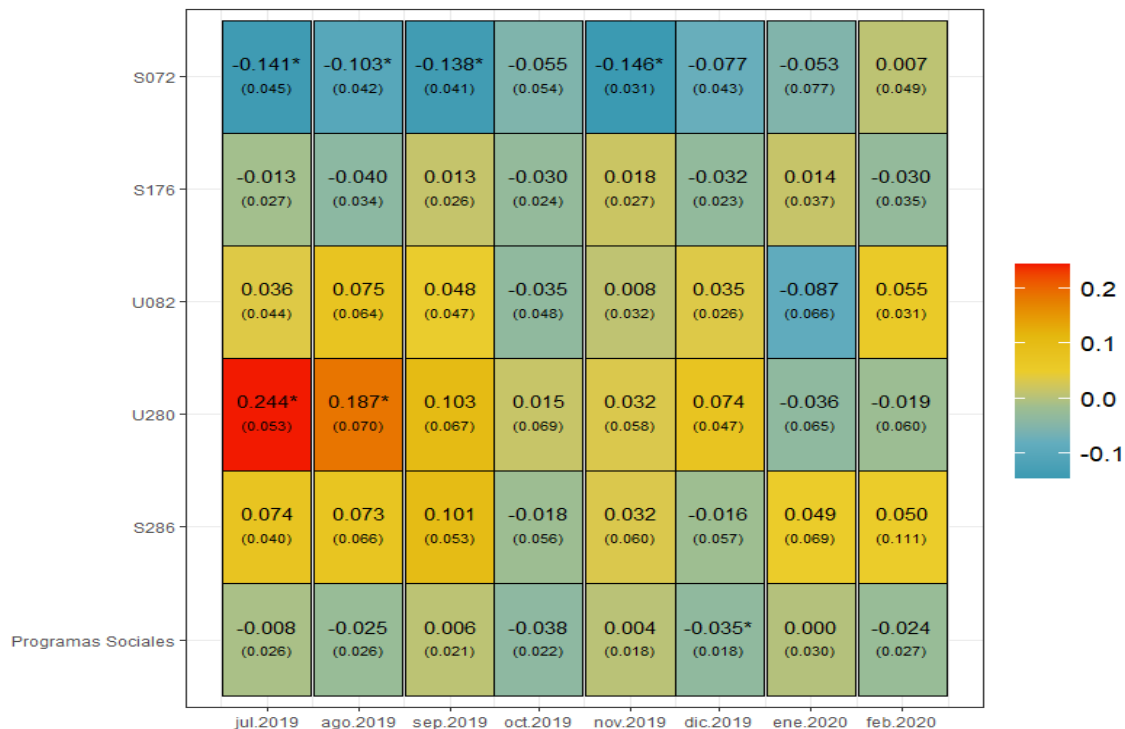 S072 -0.141* -0.103* -0.138* -0.055 -0.146* -0.077 -0.053 0.007
(0.045) (0.042) (0.041) (0.054) (0.031) (0.043) (0.077) (0.049)
S176 -0.013 -0.040 0.013 -0.030 0.018 -0.032 0.014 -0.030
(0.027) (0.034) (0.026) (0.024) (0.027) (0.023) (0.037) (0.035)
U082 0.036 0.075 0.048 -0.035 0.008 0.035 -0.087 0.055
(0.044) (0.064) (0.047) (0.048) (0.032) (0.026) (0.066) (0.031)
U280 0.244* 0.187* 0.103 0.015 0.032 0.074 -0.036 -0.019
(0.053) (0.070) (0.067) (0.069) (0.058) (0.047) (0.065) (0.060)
S286 0.074 0.073 0.101 -0.018 0.032 -0.016 0.049 0.050
(0.040) (0.066) (0.053) (0.056) (0.060) (0.057) (0.069) (0.111)
Programas Sociales -0.008 -0.025 0.006 -0.038 0.004 -0.035* 0.000 -0.024
(0.026) (0.026) (0.021) (0.022) (0.018) (0.018) (0.030) (0.027)
jul.2019 ago.2019 sep.2019 oct.2019 nov.2019 dic.2019 ene.2020 feb.2020
0.2
0.1
0.0
-0.1